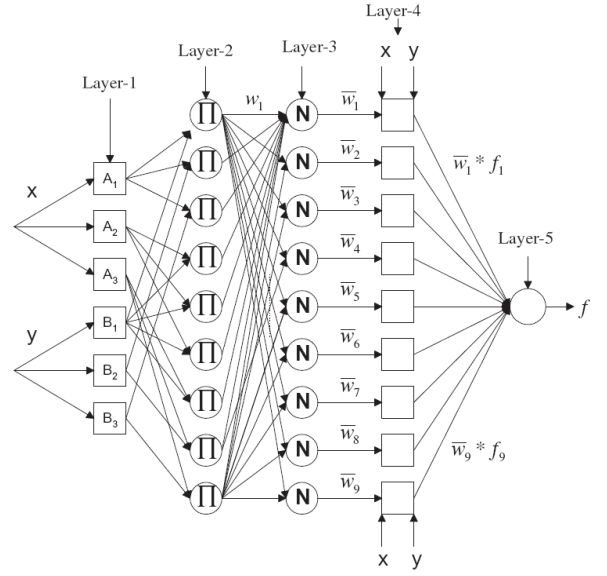 Layer-4
Layer-2
Layer-3
x y
Layer-1
∏ w₁ N w̅₁
∏ N w̅₂
w̅₁ * f₁
A₁
x
∏ N w̅₃
A₂
∏ N w̅₄
Layer-5
A₃
∏ N w̅₅
f
B₁
y
∏ N w̅₆
B₂
∏ N w̅₇
B₃
∏ N w̅₈
w̅₉ * f₉
∏ N w̅₉
x y